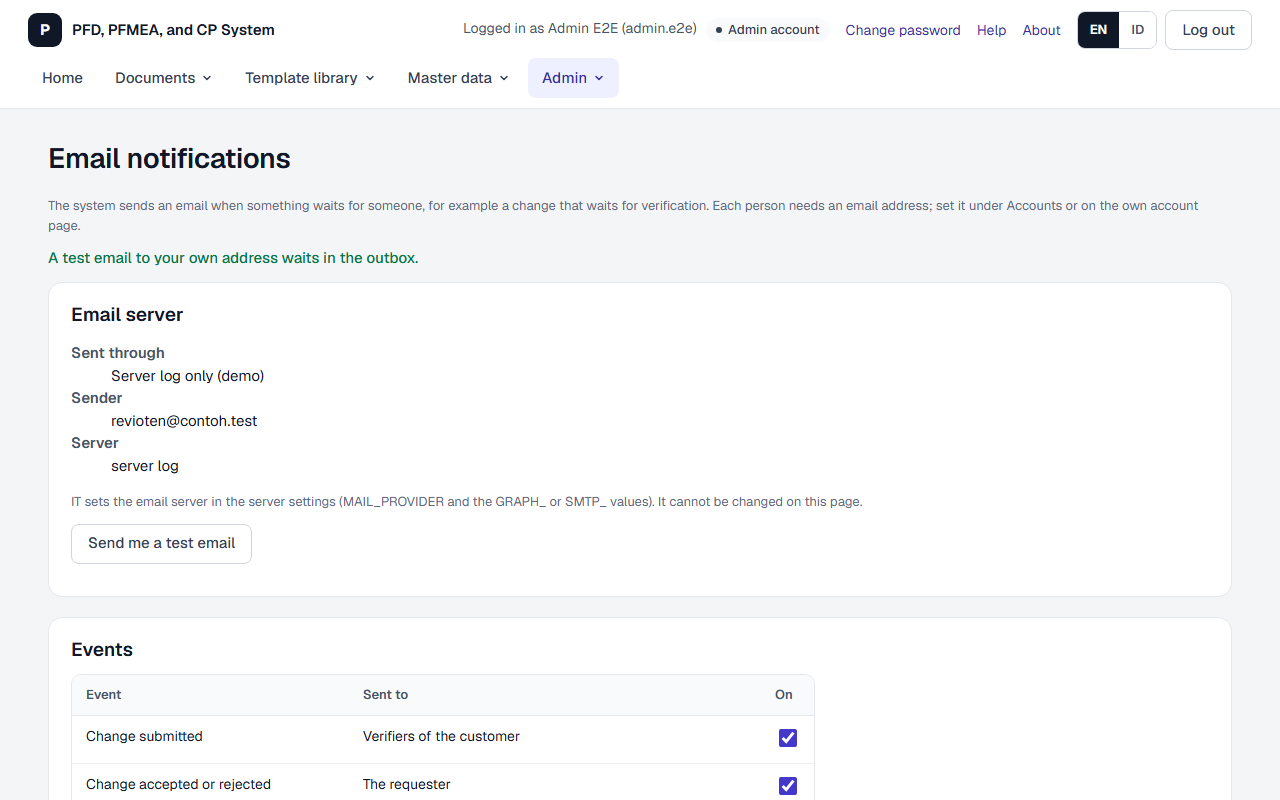 P PFD, PFMEA, and CP System
Logged in as Admin E2E (admin.e2e) Admin account Change password Help About EN ID Log out
Home Documents Template library Master data Admin
Email notifications
The system sends an email when something waits for someone, for example a change that waits for verification. Each person needs an email address; set it under Accounts or on the own account
page.
A test email to your own address waits in the outbox.
Email server
Sent through
Server log only (demo)
Sender
revioten@contoh.test
Server
server log
IT sets the email server in the server settings (MAIL_PROVIDER and the GRAPH_ or SMTP_ values). It cannot be changed on this page.
Send me a test email
Events
Event Sent to On
Change submitted Verifiers of the customer
Change accepted or rejected The requester